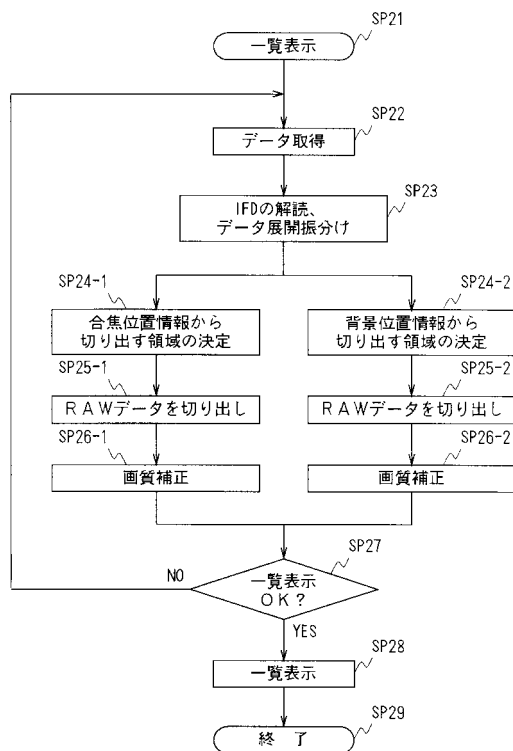 SP21
一覧表示
SP22
データ取得
SP23
IFDの解読、
データ展開振分け
SP24-1
合焦位置情報から
切り出す領域の決定
SP24-2
背景位置情報から
切り出す領域の決定
SP25-1
RAWデータを切り出し
SP25-2
RAWデータを切り出し
SP26-1
画質補正
SP26-2
画質補正
SP27
一覧表示
OK?
NO
YES
SP28
一覧表示
SP29
終 了